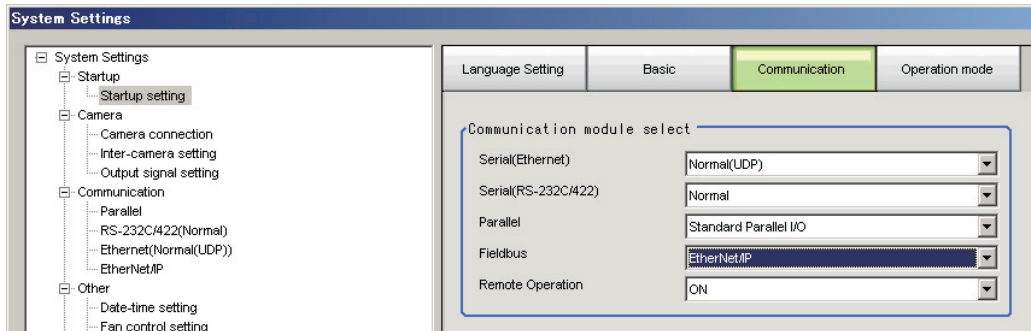 System Settings
System Settings
Startup
Startup setting
Camera
Camera connection
Inter-camera setting
Output signal setting
Communication
Parallel
RS-232C/422(Normal)
Ethernet(Normal(UDP))
EtherNet/IP
Other
Date-time setting
Fan control setting
Language Setting Basic Communication Operation mode
Communication module select
Serial(Ethernet) Normal(UDP)
Serial(RS-232C/422) Normal
Parallel Standard Parallel I/O
Fieldbus EtherNet/IP
Remote Operation ON